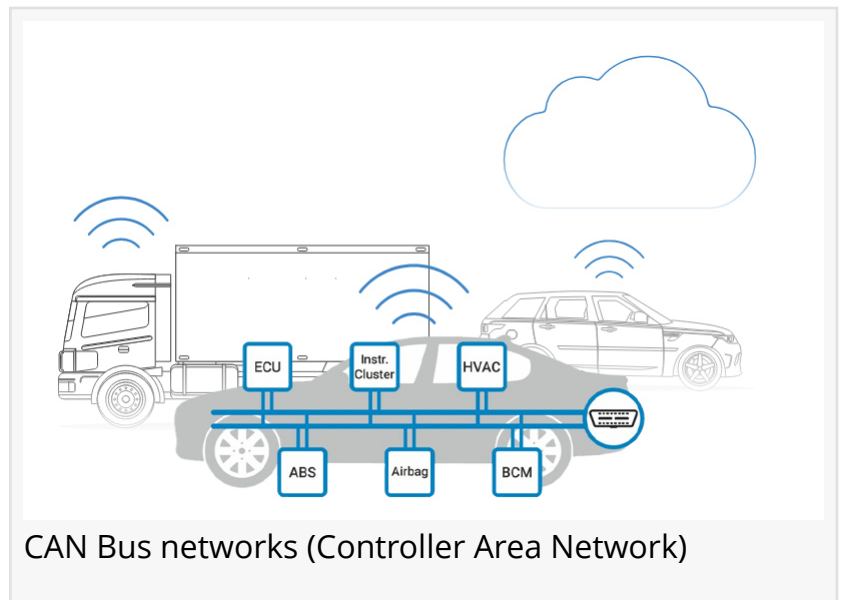 ECU
Instr.
Cluster
HVAC
ABS
Airbag
BCM
CAN Bus networks (Controller Area Network)